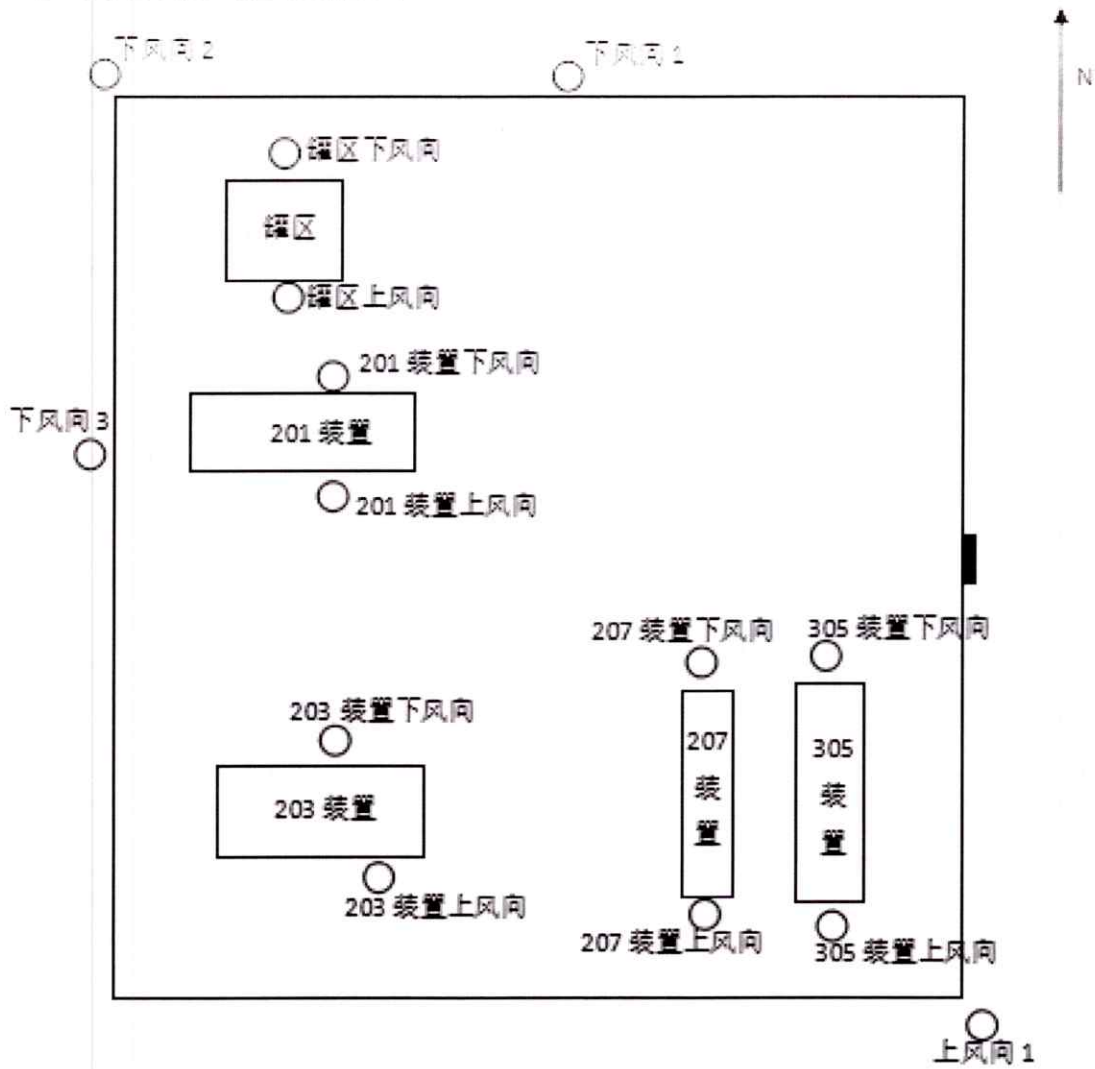 下风向 2
下风向 1
N
罐区下风向
罐区
罐区上风向
201 装置下风向
下风向 3
201 装置
201 装置上风向
207 装置下风向
305 装置下风向
203 装置下风向
207
装
置
305
装
置
203 装置
203 装置上风向
207 装置上风向
305 装置上风向
上风向 1